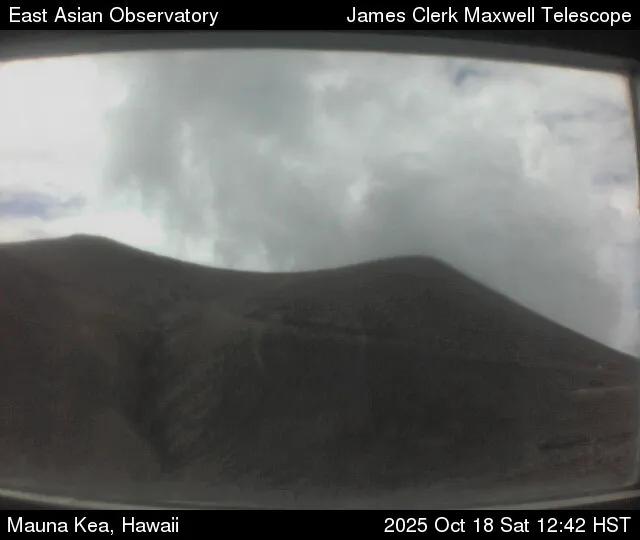 East Asian Observatory
James Clerk Maxwell Telescope
Mauna Kea, Hawaii
2025 Oct 18 Sat 12:42 HST